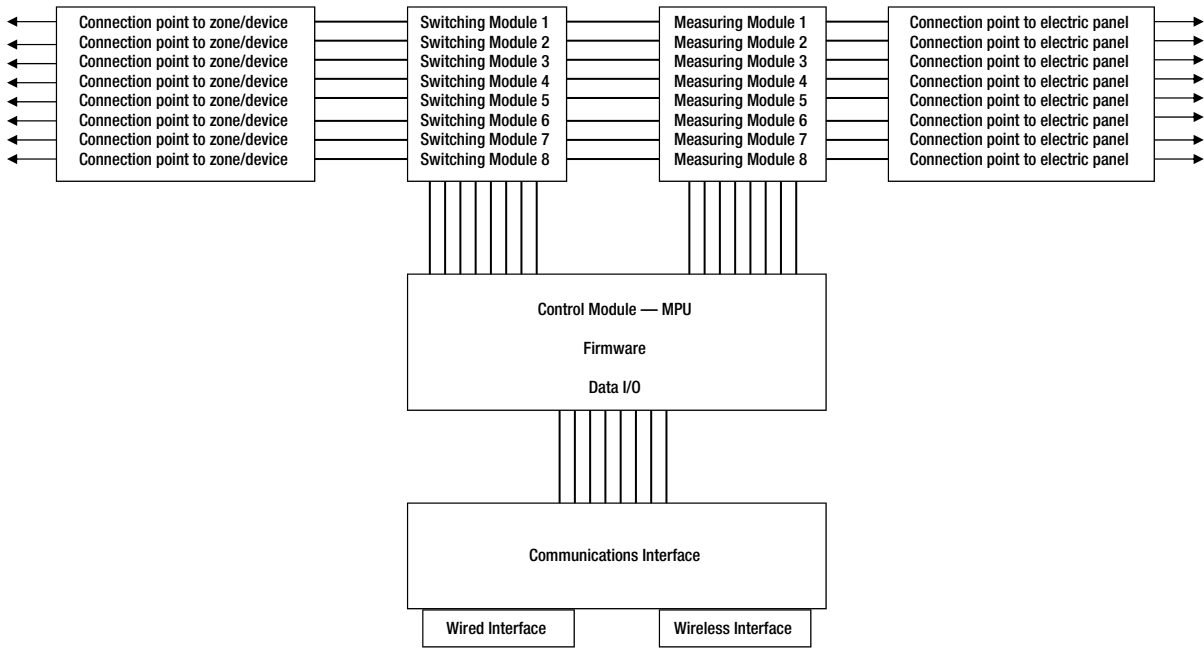 Connection point to zone/device
Connection point to zone/device
Connection point to zone/device
Connection point to zone/device
Connection point to zone/device
Connection point to zone/device
Connection point to zone/device
Connection point to zone/device
Switching Module 1
Switching Module 2
Switching Module 3
Switching Module 4
Switching Module 5
Switching Module 6
Switching Module 7
Switching Module 8
Measuring Module 1
Measuring Module 2
Measuring Module 3
Measuring Module 4
Measuring Module 5
Measuring Module 6
Measuring Module 7
Measuring Module 8
Connection point to electric panel
Connection point to electric panel
Connection point to electric panel
Connection point to electric panel
Connection point to electric panel
Connection point to electric panel
Connection point to electric panel
Connection point to electric panel
Control Module — MPU
Firmware
Data I/O
Communications Interface
Wired Interface
Wireless Interface